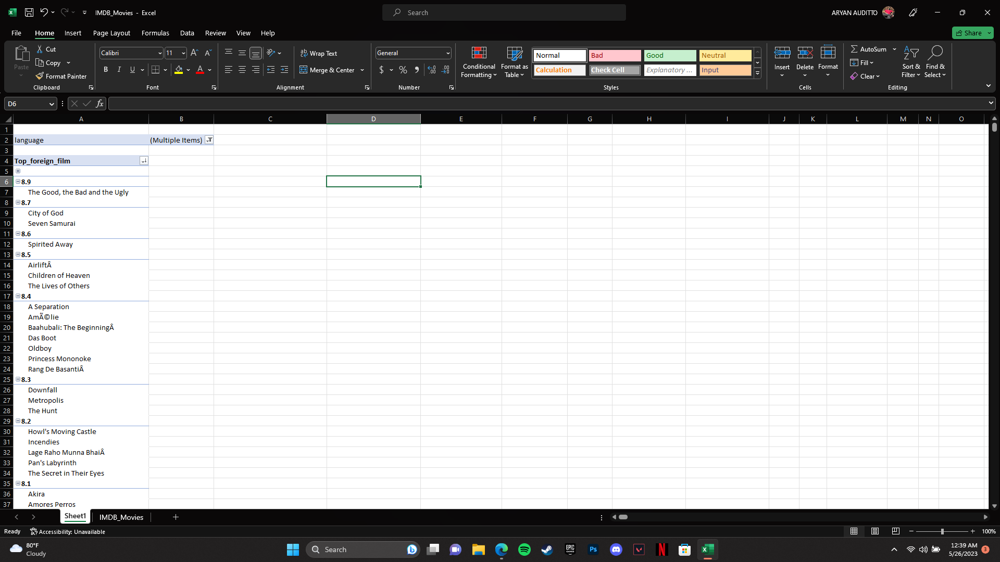 IMDB_Movies - Excel
Search
ARYAN AUDITTO
File Home Insert Page Layout Formulas Data Review View Help
Share
Paste
Cut
Copy
Format Painter
Clipboard
Calibri 11
B I U
Font
ab Wrap Text
Merge & Center
Alignment
General
$ % ,
Number
Conditional Formatting
Format as Table
Normal Bad Good Neutral
Calculation Check Cell Explanatory ... Input
Styles
Insert Delete Format
Cells
AutoSum
Fill
Clear
Sort & Filter
Find & Select
Editing
D6
fx
A B C D E F G H I J K L M N O
1
2 language (Multiple Items)
3
4 Top_foreign_film
5
6 8.9
7 The Good, the Bad and the Ugly
8 8.7
9 City of God
10 Seven Samurai
11 8.6
12 Spirited Away
13 8.5
14 AirliftÂ
15 Children of Heaven
16 The Lives of Others
17 8.4
18 A Separation
19 AmÃ©lie
20 Baahubali: The BeginningÂ
21 Das Boot
22 Oldboy
23 Princess Mononoke
24 Rang De BasantiÂ
25 8.3
26 Downfall
27 Metropolis
28 The Hunt
29 8.2
30 Howl's Moving Castle
31 Incendies
32 Lage Raho Munna BhaiÂ
33 Pan's Labyrinth
34 The Secret in Their Eyes
35 8.1
36 Akira
37 Amores Perros
Sheet1 IMDB_Movies
Ready Accessibility: Unavailable
100%
80°F
Cloudy
Search
EPIC GAMES
Ps
12:39 AM
5/26/2023
3